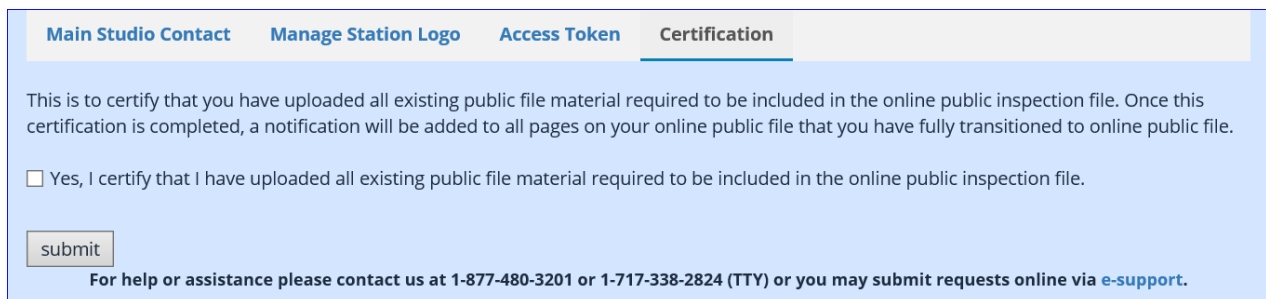 Main Studio Contact Manage Station Logo Access Token Certification
This is to certify that you have uploaded all existing public file material required to be included in the online public inspection file. Once this
certification is completed, a notification will be added to all pages on your online public file that you have fully transitioned to online public file.
Yes, I certify that I have uploaded all existing public file material required to be included in the online public inspection file.
submit
For help or assistance please contact us at 1-877-480-3201 or 1-717-338-2824 (TTY) or you may submit requests online via e-support.